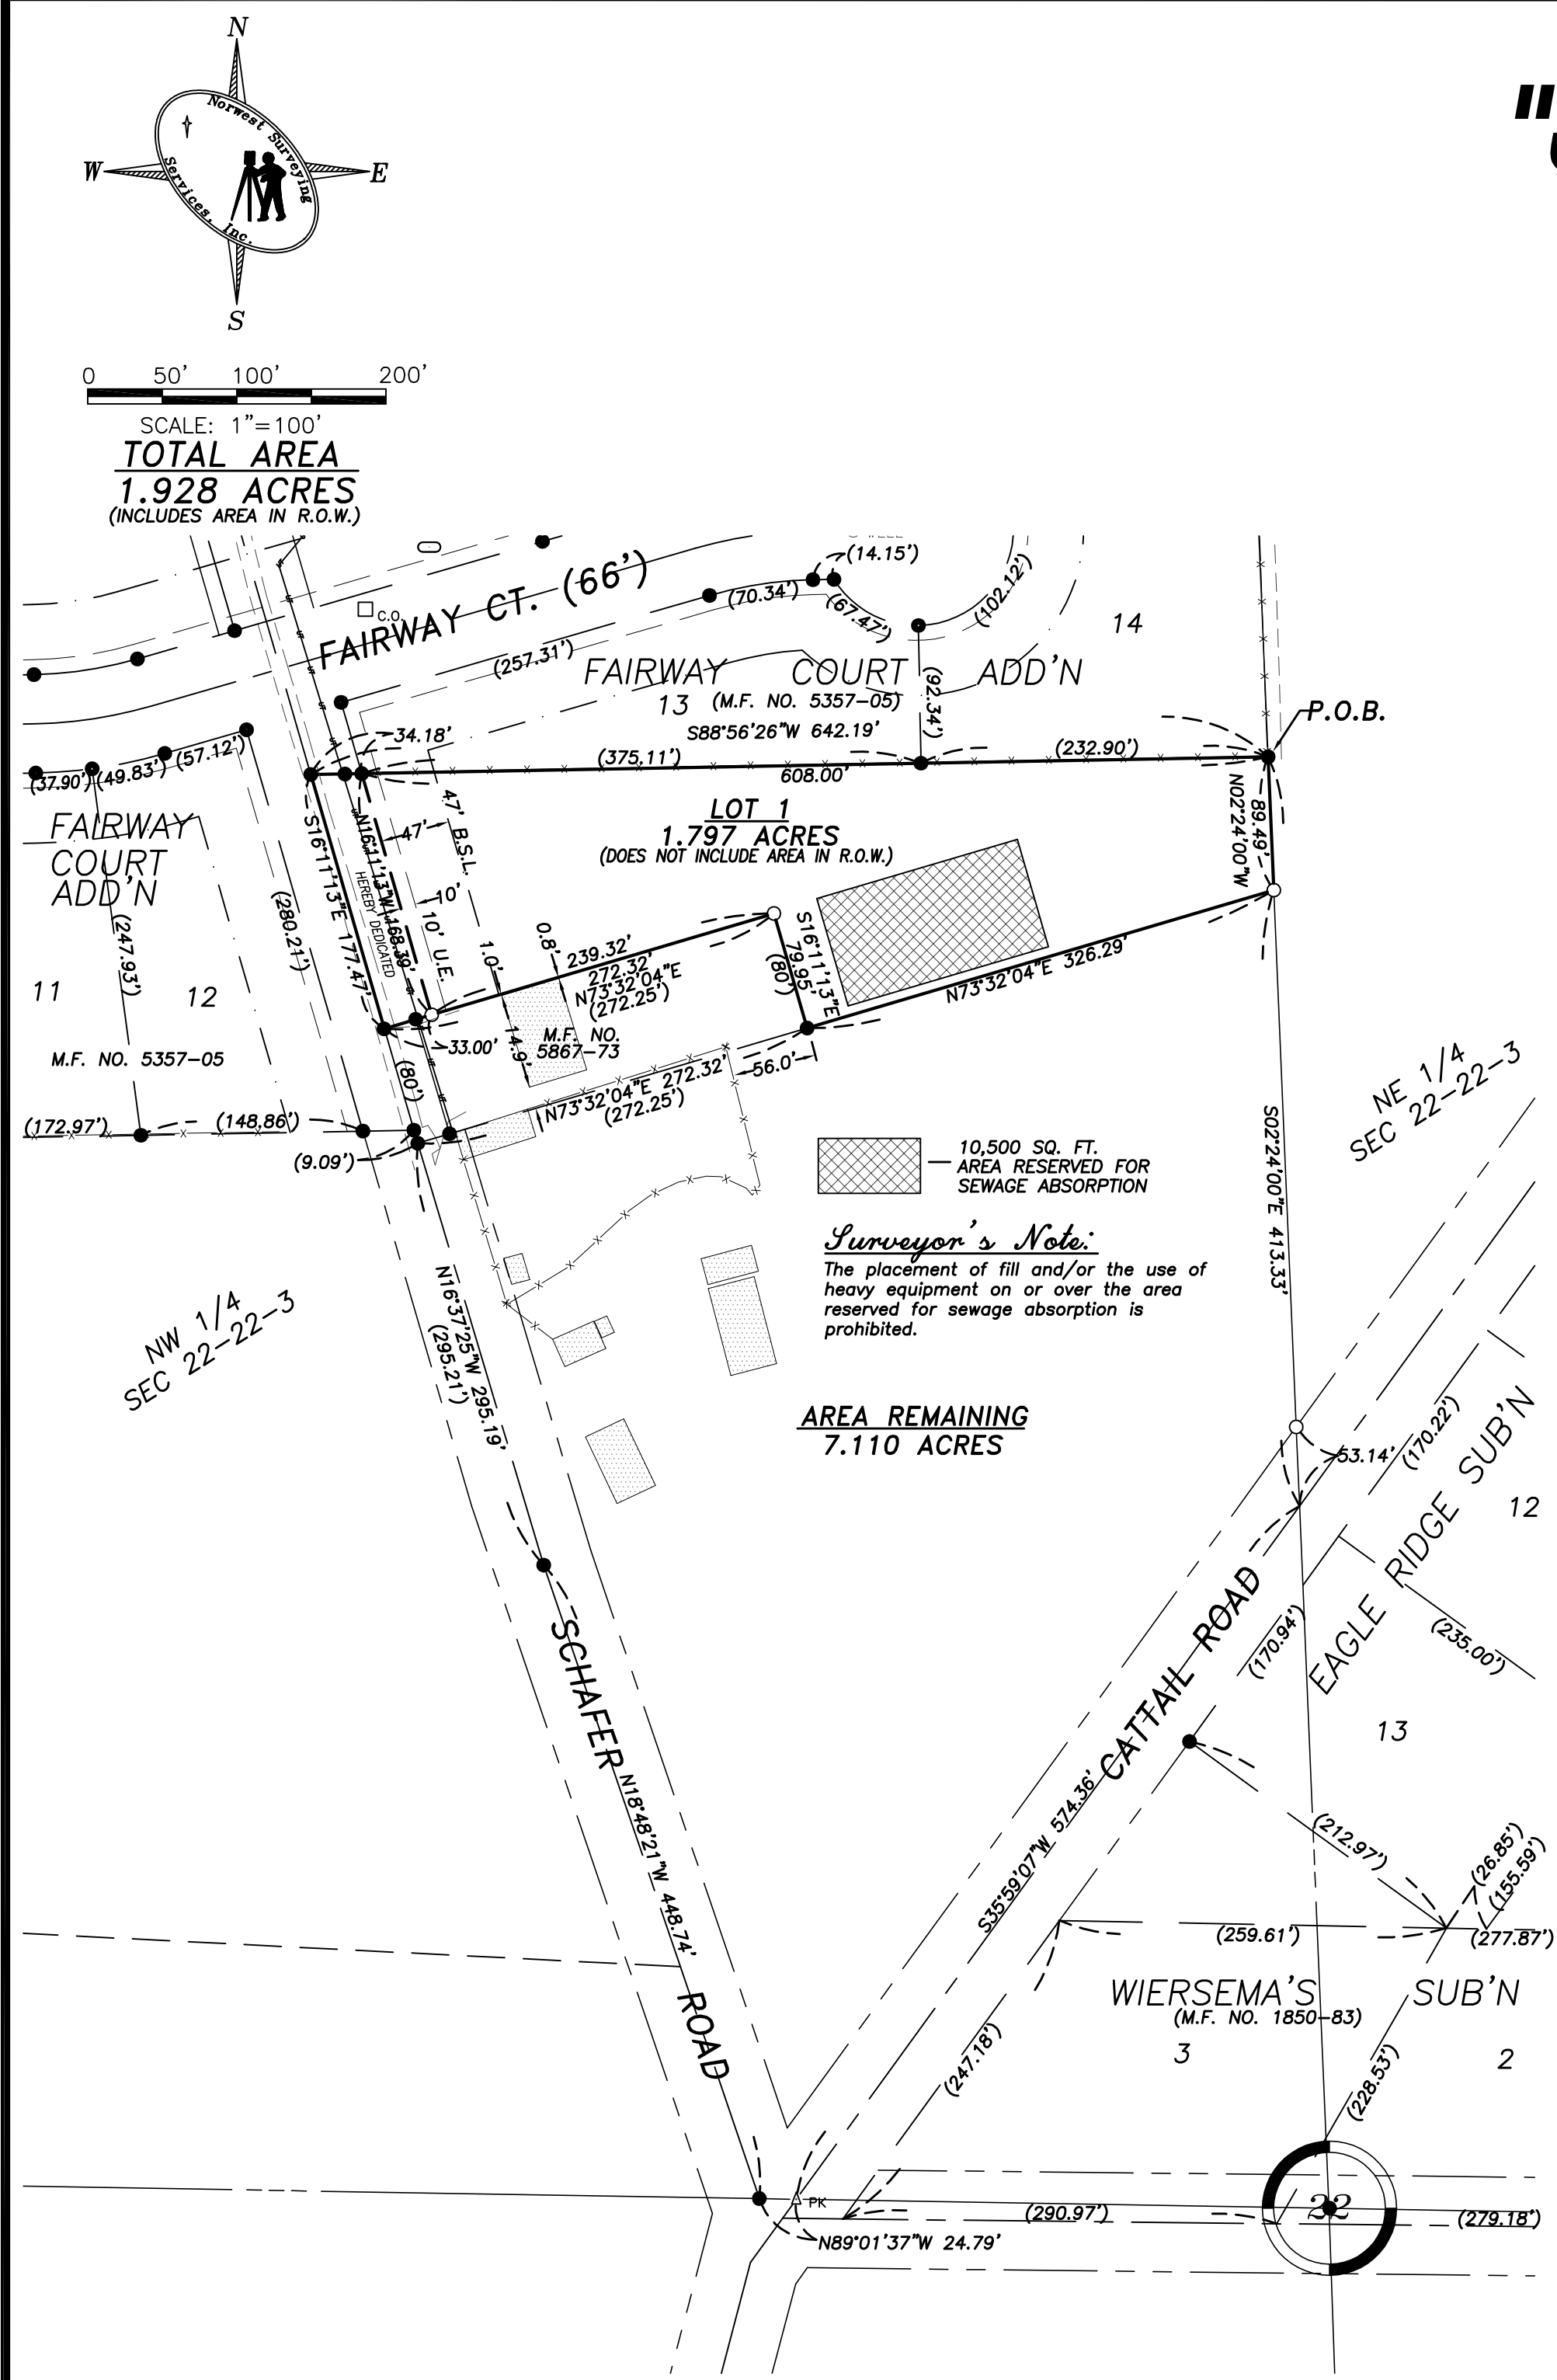 N
Norwest Surveying
Services, Inc.
W
E
S
"
0 50' 100' 200'
SCALE: 1"=100'
TOTAL AREA
1.928 ACRES
(INCLUDES AREA IN R.O.W.)
FAIRWAY CT. (66')
C.O.
(14.15')
(70.34')
(67.47')
(102.12')
(257.31')
14
FAIRWAY COURT ADD'N
13 (M.F. NO. 5357-05)
(92.34')
P.O.B.
34.18'
S88°56'26"W 642.19'
(375.11')
(232.90')
608.00'
(37.90')
(49.83')
(57.12')
FAIRWAY
COURT
ADD'N
LOT 1
1.797 ACRES
(DOES NOT INCLUDE AREA IN R.O.W.)
N02°24'00"W
89.49'
S16°11'13"E 177.47'
N16°11'13"W 168.39'
HEREBY DEDICATED
47'
47' B.S.L.
10'
10' U.E.
(280.21')
(247.93')
11
12
M.F. NO. 5357-05
1.0'
0.8'
239.32'
272.32'
N73°32'04"E
(272.25')
S16°11'13"E
79.95'
(80')
N73°32'04"E 326.29'
33.00'
14.9'
M.F. NO.
5867-73
56.0'
N73°32'04"E 272.32'
(272.25')
(80')
(172.97')
(148.86')
(9.09')
NE 1/4
SEC 22-22-3
10,500 SQ. FT.
AREA RESERVED FOR
SEWAGE ABSORPTION
S02°24'00"E 413.33'
Surveyor's Note:
The placement of fill and/or the use of
heavy equipment on or over the area
reserved for sewage absorption is
prohibited.
NW 1/4
SEC 22-22-3
N16°37'25"W 295.19'
(295.21')
AREA REMAINING
7.110 ACRES
53.14'
(170.22')
EAGLE RIDGE SUB'N
12
(170.94')
(235.00')
13
SCHAFER ROAD
N18°48'21"W 448.74'
CATTAIL ROAD
S35°59'07"W 574.36'
(212.97')
(26.85')
(155.59')
(259.61')
(277.87')
WIERSEMA'S SUB'N
(M.F. NO. 1850-83)
3
2
(247.18')
(228.53')
PK
(290.97')
22
(279.18')
N89°01'37"W 24.79'